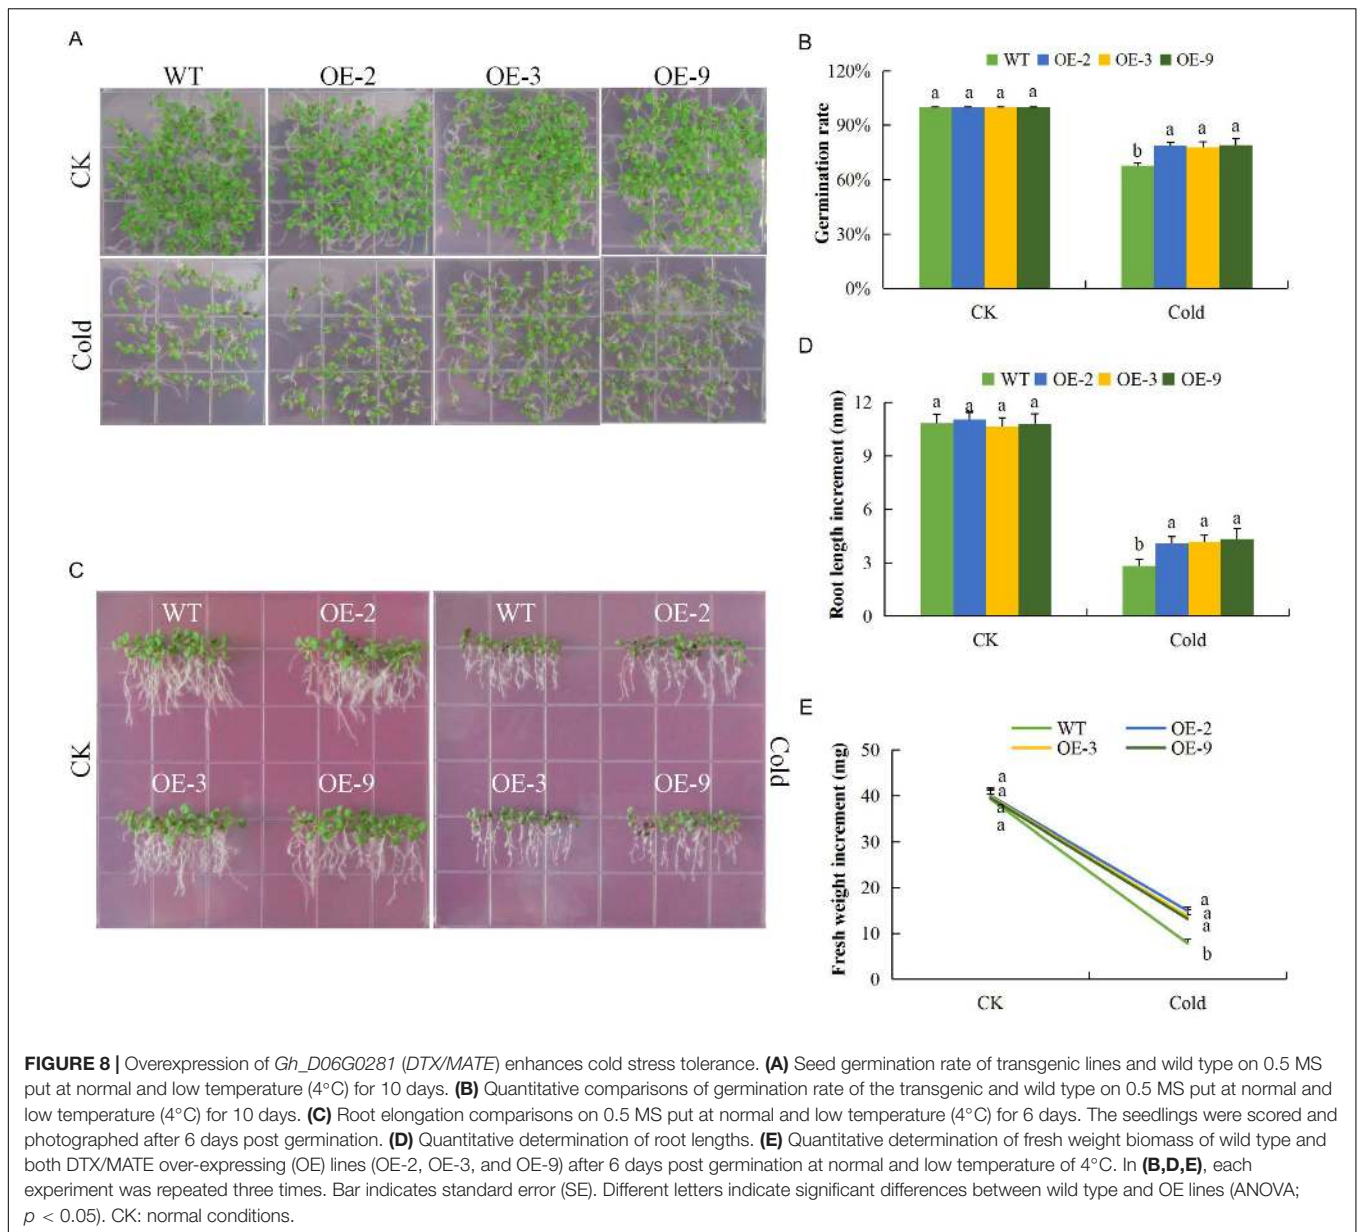 A
WT OE-2 OE-3 OE-9
CK
Cold
B
WT OE-2 OE-3 OE-9
120%
90%
60%
30%
0%
Germination rate
a a a a
b a a a
CK Cold
D
WT OE-2 OE-3 OE-9
12
9
6
3
0
Root length increment (mm)
a a a a
b a a a
CK Cold
C
WT OE-2 WT OE-2
CK
Cold
OE-3 OE-9 OE-3 OE-9
E
WT OE-2
OE-3 OE-9
50
40
30
20
10
0
Fresh weight increment (mg)
a
a
a
a
a
a
a
b
CK Cold
FIGURE 8 | Overexpression of Gh_D06G0281 (DTX/MATE) enhances cold stress tolerance. (A) Seed germination rate of transgenic lines and wild type on 0.5 MS
put at normal and low temperature (4°C) for 10 days. (B) Quantitative comparisons of germination rate of the transgenic and wild type on 0.5 MS put at normal and
low temperature (4°C) for 10 days. (C) Root elongation comparisons on 0.5 MS put at normal and low temperature (4°C) for 6 days. The seedlings were scored and
photographed after 6 days post germination. (D) Quantitative determination of root lengths. (E) Quantitative determination of fresh weight biomass of wild type and
both DTX/MATE over-expressing (OE) lines (OE-2, OE-3, and OE-9) after 6 days post germination at normal and low temperature of 4°C. In (B,D,E), each
experiment was repeated three times. Bar indicates standard error (SE). Different letters indicate significant differences between wild type and OE lines (ANOVA;
p < 0.05). CK: normal conditions.